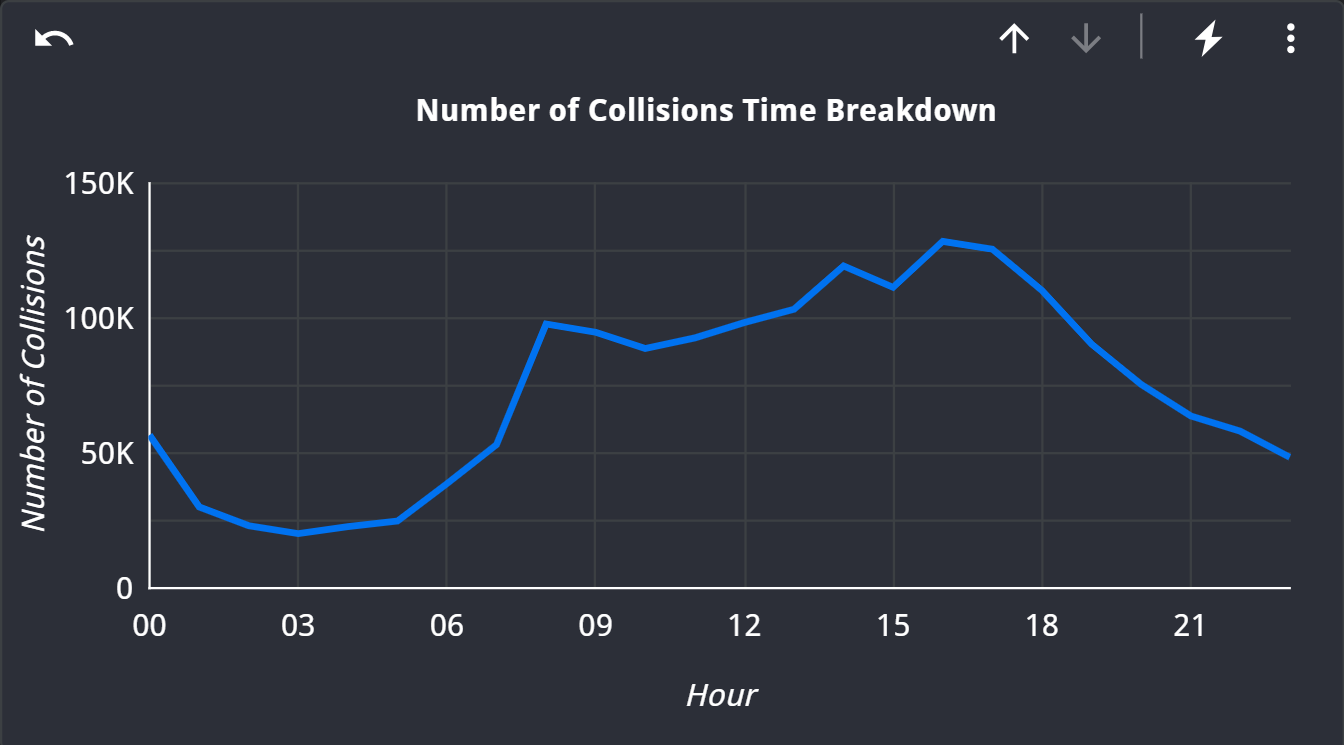 Number of Collisions Time Breakdown
Number of Collisions
150K
100K
50K
0
00 03 06 09 12 15 18 21
Hour